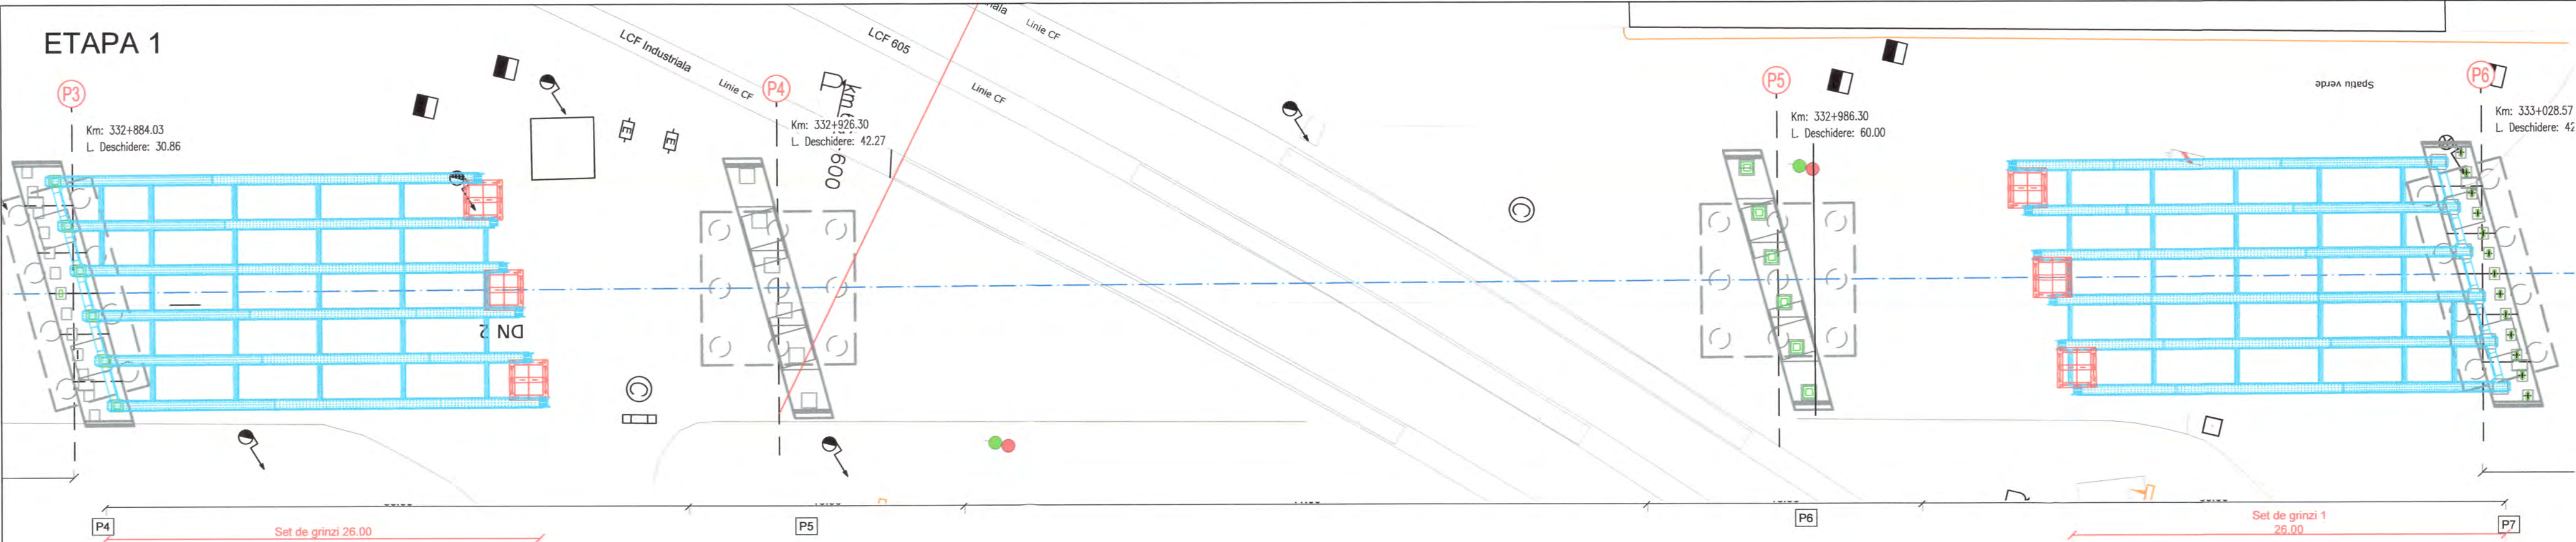 ETAPA 1
P3
Km: 332+884.03
L. Deschidere: 30.86
LCF Industriala
Linie CF
P4
Km: 332+926.30
L. Deschidere: 42.27
LCF 605
Linie CF
Linie CF
P5
Km: 332+986.30
L. Deschidere: 60.00
Spatiu verde
P6
Km: 333+028.57
L. Deschidere: 42
E
E
C
C
DN 2
P4
Set de grinzi 26.00
P5
P6
Set de grinzi 1
26.00
P7